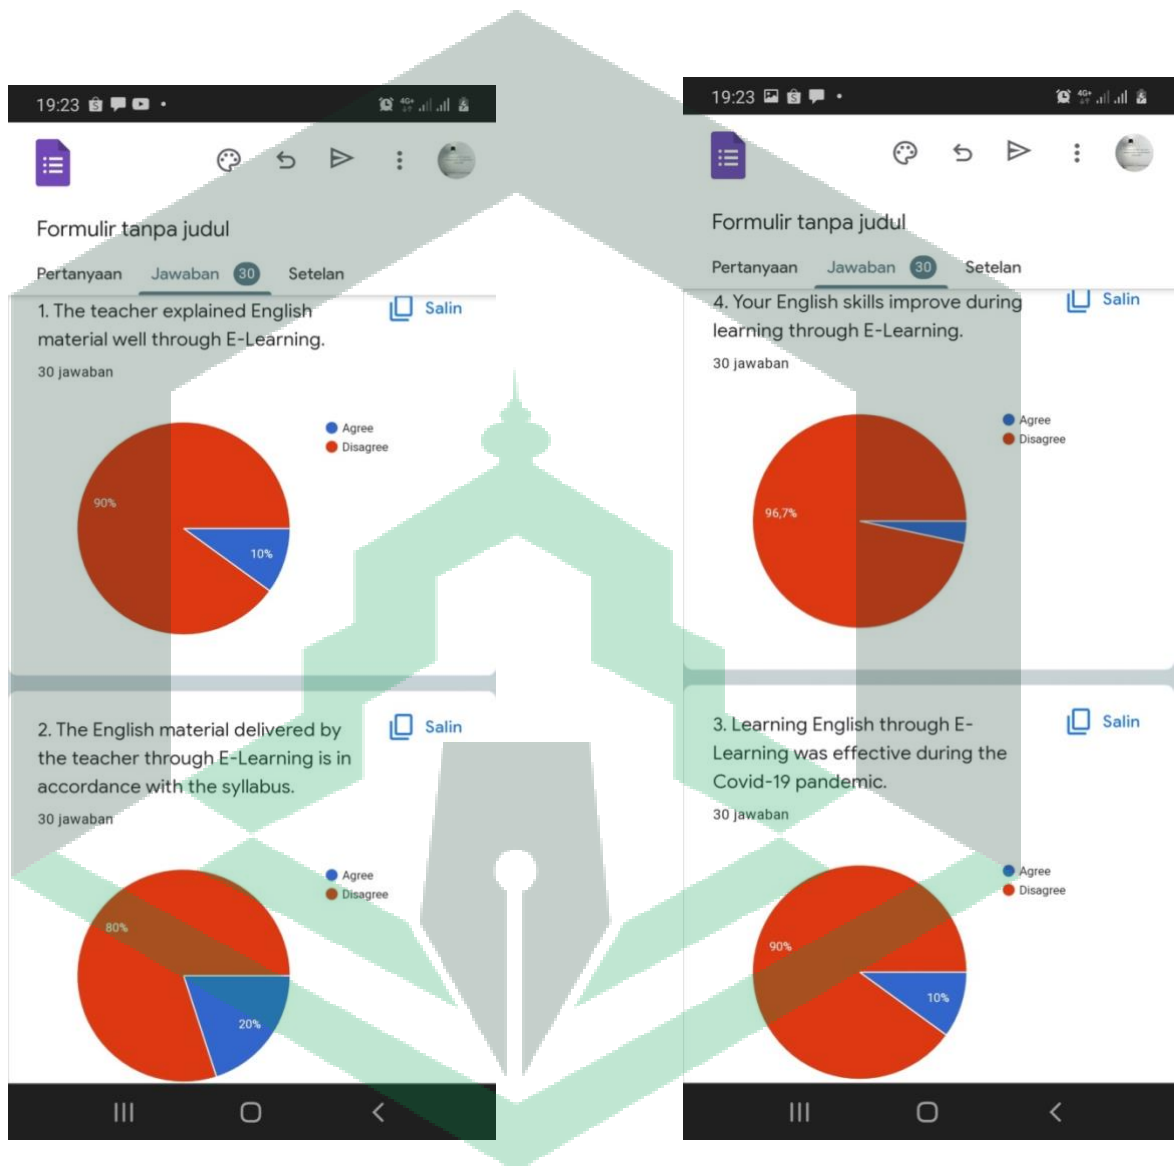 19:23
4G+
Formulir tanpa judul
Pertanyaan Jawaban 30 Setelan
1. The teacher explained English
material well through E-Learning.
Salin
30 jawaban
Agree
Disagree
90%
10%
2. The English material delivered by
the teacher through E-Learning is in
accordance with the syllabus.
Salin
30 jawaban
Agree
Disagree
80%
20%
19:23
4G+
Formulir tanpa judul
Pertanyaan Jawaban 30 Setelan
4. Your English skills improve during
learning through E-Learning.
Salin
30 jawaban
Agree
Disagree
96,7%
3. Learning English through E-
Learning was effective during the
Covid-19 pandemic.
Salin
30 jawaban
Agree
Disagree
90%
10%